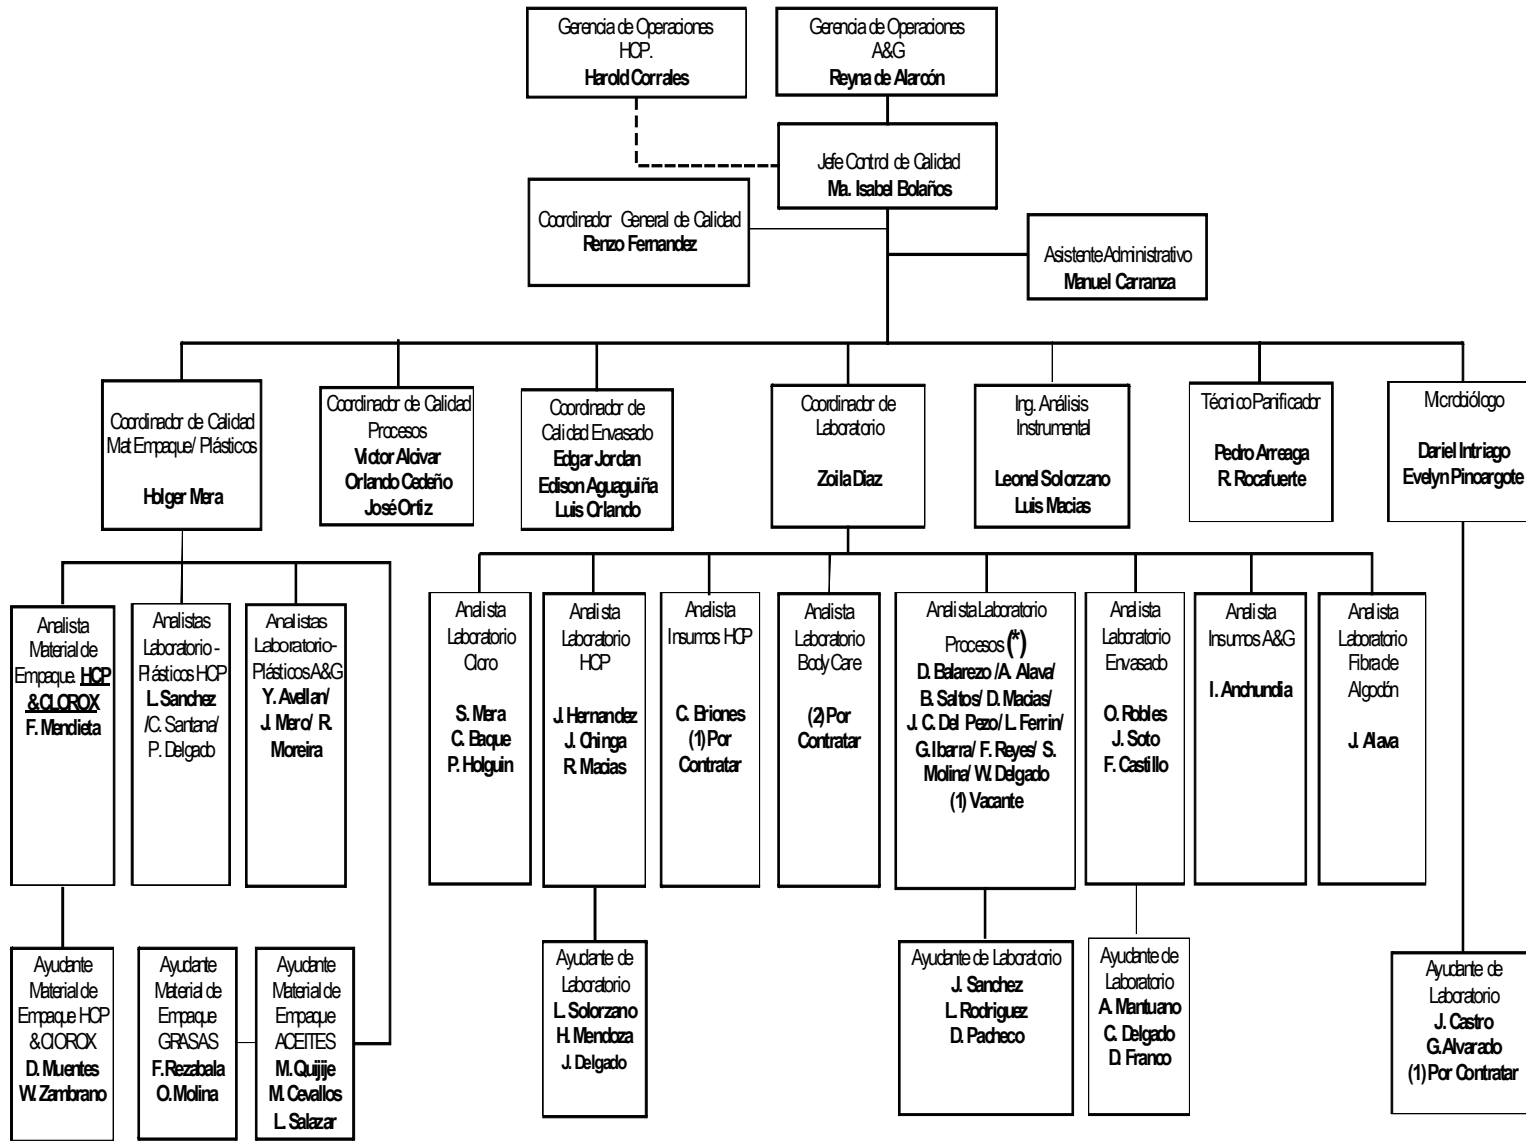 Gerencia de Operaciones
HCP.
Harold Corrales
Gerencia de Operaciones
A&G
Reyna de Alarcón
Jefe Control de Calidad
Ma. Isabel Bolaños
Coordinador General de Calidad
Renzo Fernandez
Asistente Administrativo
Manuel Carranza
Coordinador de Calidad
Mat Empaque/ Plásticos
Holger Mera
Coordinador de Calidad
Procesos
Victor Alcivar
Orlando Cedeño
José Ortiz
Coordinador de
Calidad Envasado
Edgar Jordan
Edison Aguaguiña
Luis Orlando
Coordinador de
Laboratorio
Zoila Diaz
Ing. Análisis
Instrumental
Leonel Solorzano
Luis Macias
Técnico Panificador
Pedro Arreaga
R. Rocafuerte
Microbiólogo
Dariel Intriago
Evelyn Pincargote
Analista
Material de
Empaque. HCP
& CLOROX
F. Mendieta
Analistas
Laboratorio -
Plásticos HCP
L. Sanchez
/C. Santana/
P. Delgado
Analistas
Laboratorio-
Plásticos A&G
Y. Avellan/
J. Mero/ R.
Moreira
Analista
Laboratorio
Cloro
S. Mera
C. Baque
P. Holguin
Analista
Laboratorio
HCP
J. Hernandez
J. Chinga
R. Macias
Analista
Insumos HCP
C. Briones
(1) Por
Contratar
Analista
Laboratorio
Body Care
(2) Por
Contratar
Analista Laboratorio
Procesos (*)
D. Balarezo /A. Alava/
B. Saltos/ D. Macias/
J. C. Del Pezo/ L. Ferrin/
G. Ibarra/ F. Reyes/ S.
Molina/ W. Delgado
(1) Vacante
Analista
Laboratorio
Envasado
O. Robles
J. Soto
F. Castillo
Analista
Insumos A&G
I. Anchundia
Analista
Laboratorio
Fibra de
Algodón
J. Alava
Ayudante
Material de
Empaque HCP
& ClOROX
D. Muentes
W. Zambrano
Ayudante
Material de
Empaque
GRASAS
F. Rezabala
O. Molina
Ayudante
Material de
Empaque
ACEITES
M. Quijije
M. Cevallos
L. Salazar
Ayudante de
Laboratorio
L. Solorzano
H. Mendoza
J. Delgado
Ayudante de Laboratorio
J. Sanchez
L. Rodriguez
D. Pacheco
Ayudante de
Laboratorio
A. Mantuano
C. Delgado
D. Franco
Ayudante de
Laboratorio
J. Castro
G. Alvarado
(1) Por Contratar